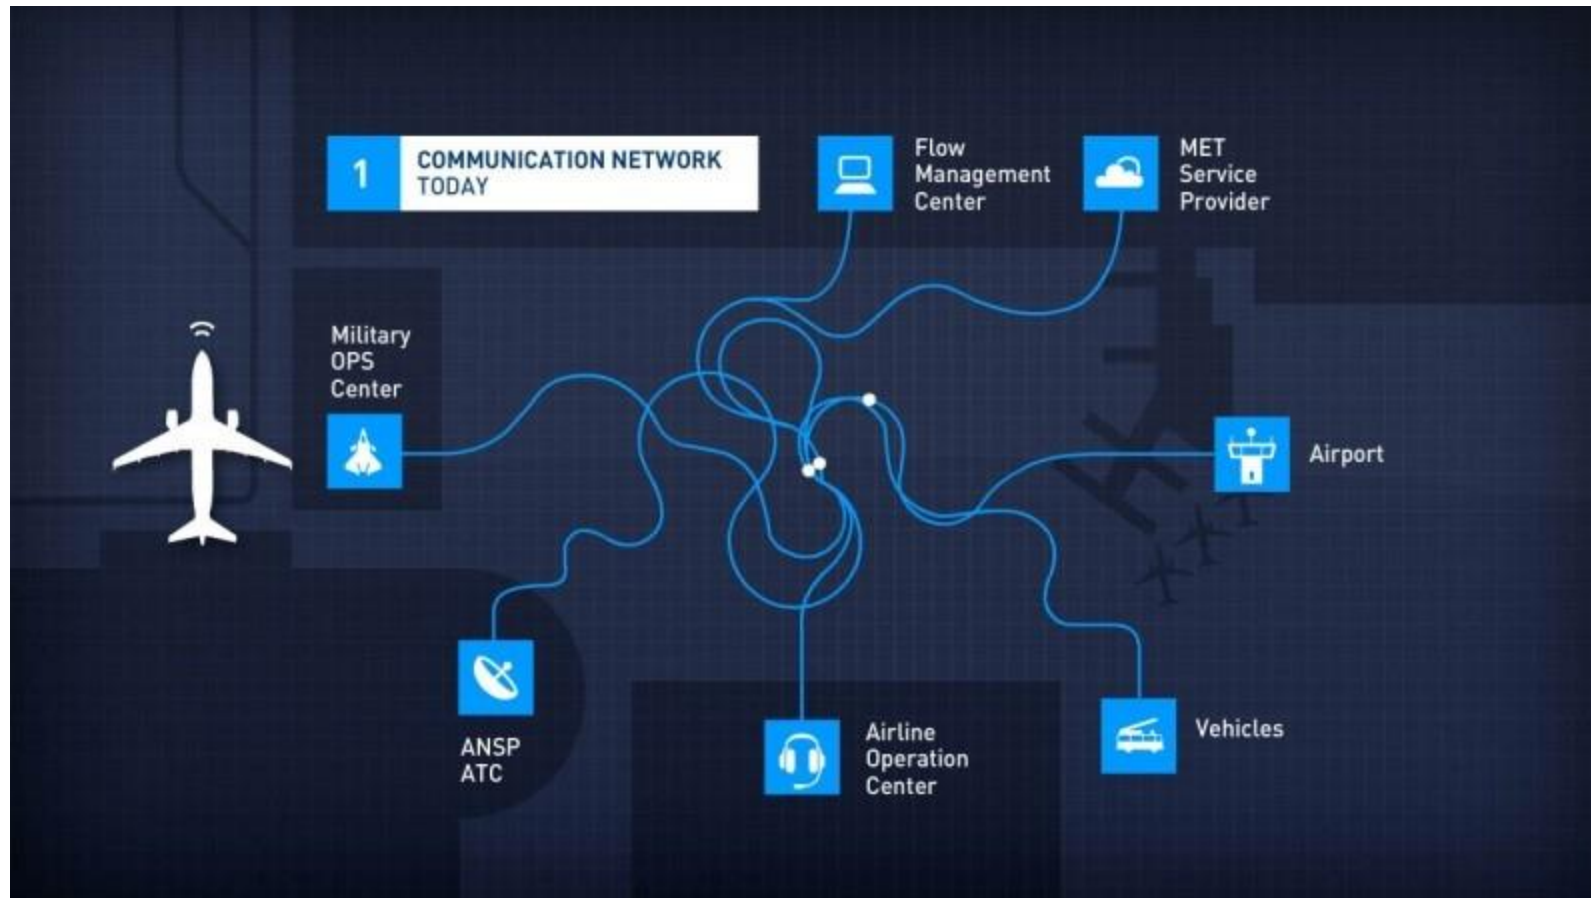 1
COMMUNICATION NETWORK
TODAY
Flow
Management
Center
MET
Service
Provider
Military
OPS
Center
Airport
ANSP
ATC
Airline
Operation
Center
Vehicles